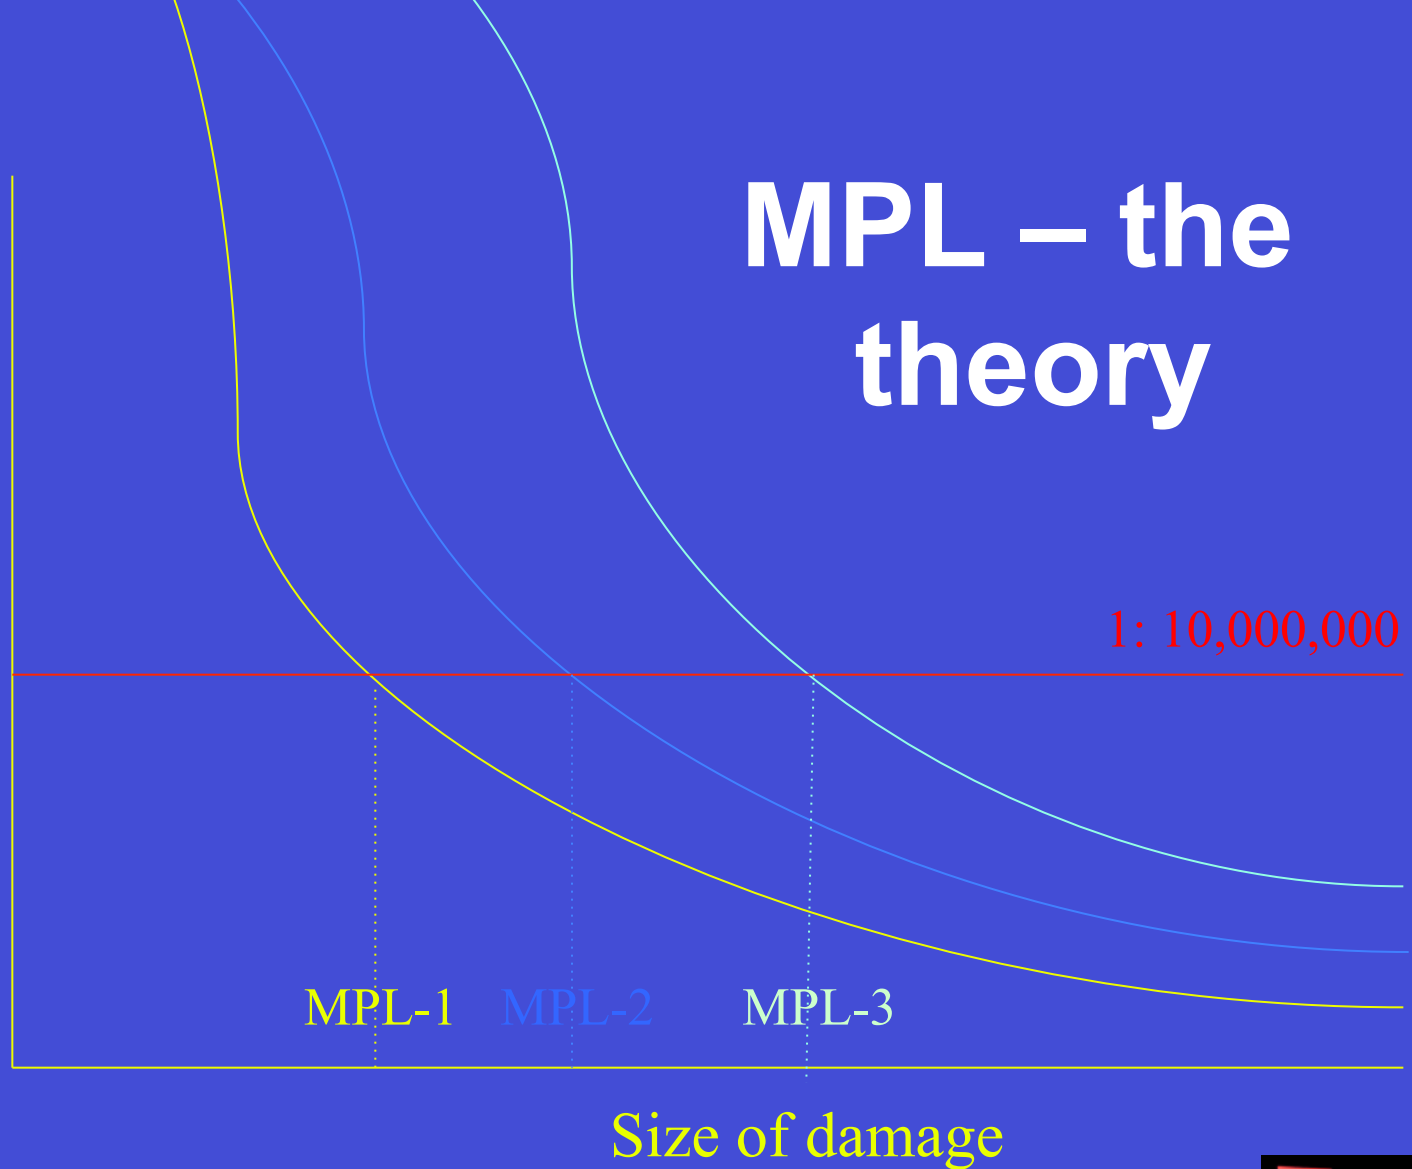 MPL – the
theory
1: 10,000,000
MPL-1 MPL-2 MPL-3
Size of damage